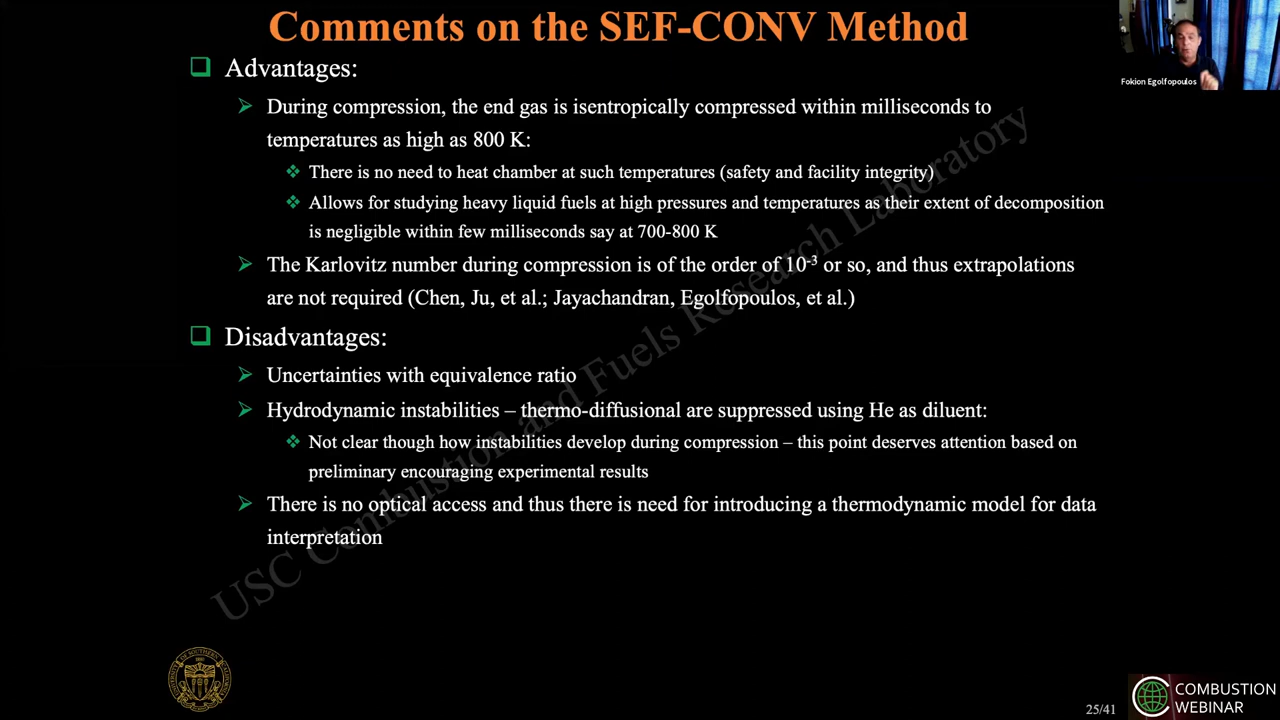 Comments on the SEF-CONV Method
Fokion Egolfopoulos
❑ Advantages:
➢ During compression, the end gas is isentropically compressed within milliseconds to
temperatures as high as 800 K:
❖ There is no need to heat chamber at such temperatures (safety and facility integrity)
❖ Allows for studying heavy liquid fuels at high pressures and temperatures as their extent of decomposition
is negligible within few milliseconds say at 700-800 K
➢ The Karlovitz number during compression is of the order of 10⁻³ or so, and thus extrapolations
are not required (Chen, Ju, et al.; Jayachandran, Egolfopoulos, et al.)
❑ Disadvantages:
➢ Uncertainties with equivalence ratio
➢ Hydrodynamic instabilities – thermo-diffusional are suppressed using He as diluent:
❖ Not clear though how instabilities develop during compression – this point deserves attention based on
preliminary encouraging experimental results
➢ There is no optical access and thus there is need for introducing a thermodynamic model for data
interpretation
USC Combustion and Fuels Research Laboratory
25/41
COMBUSTION
WEBINAR